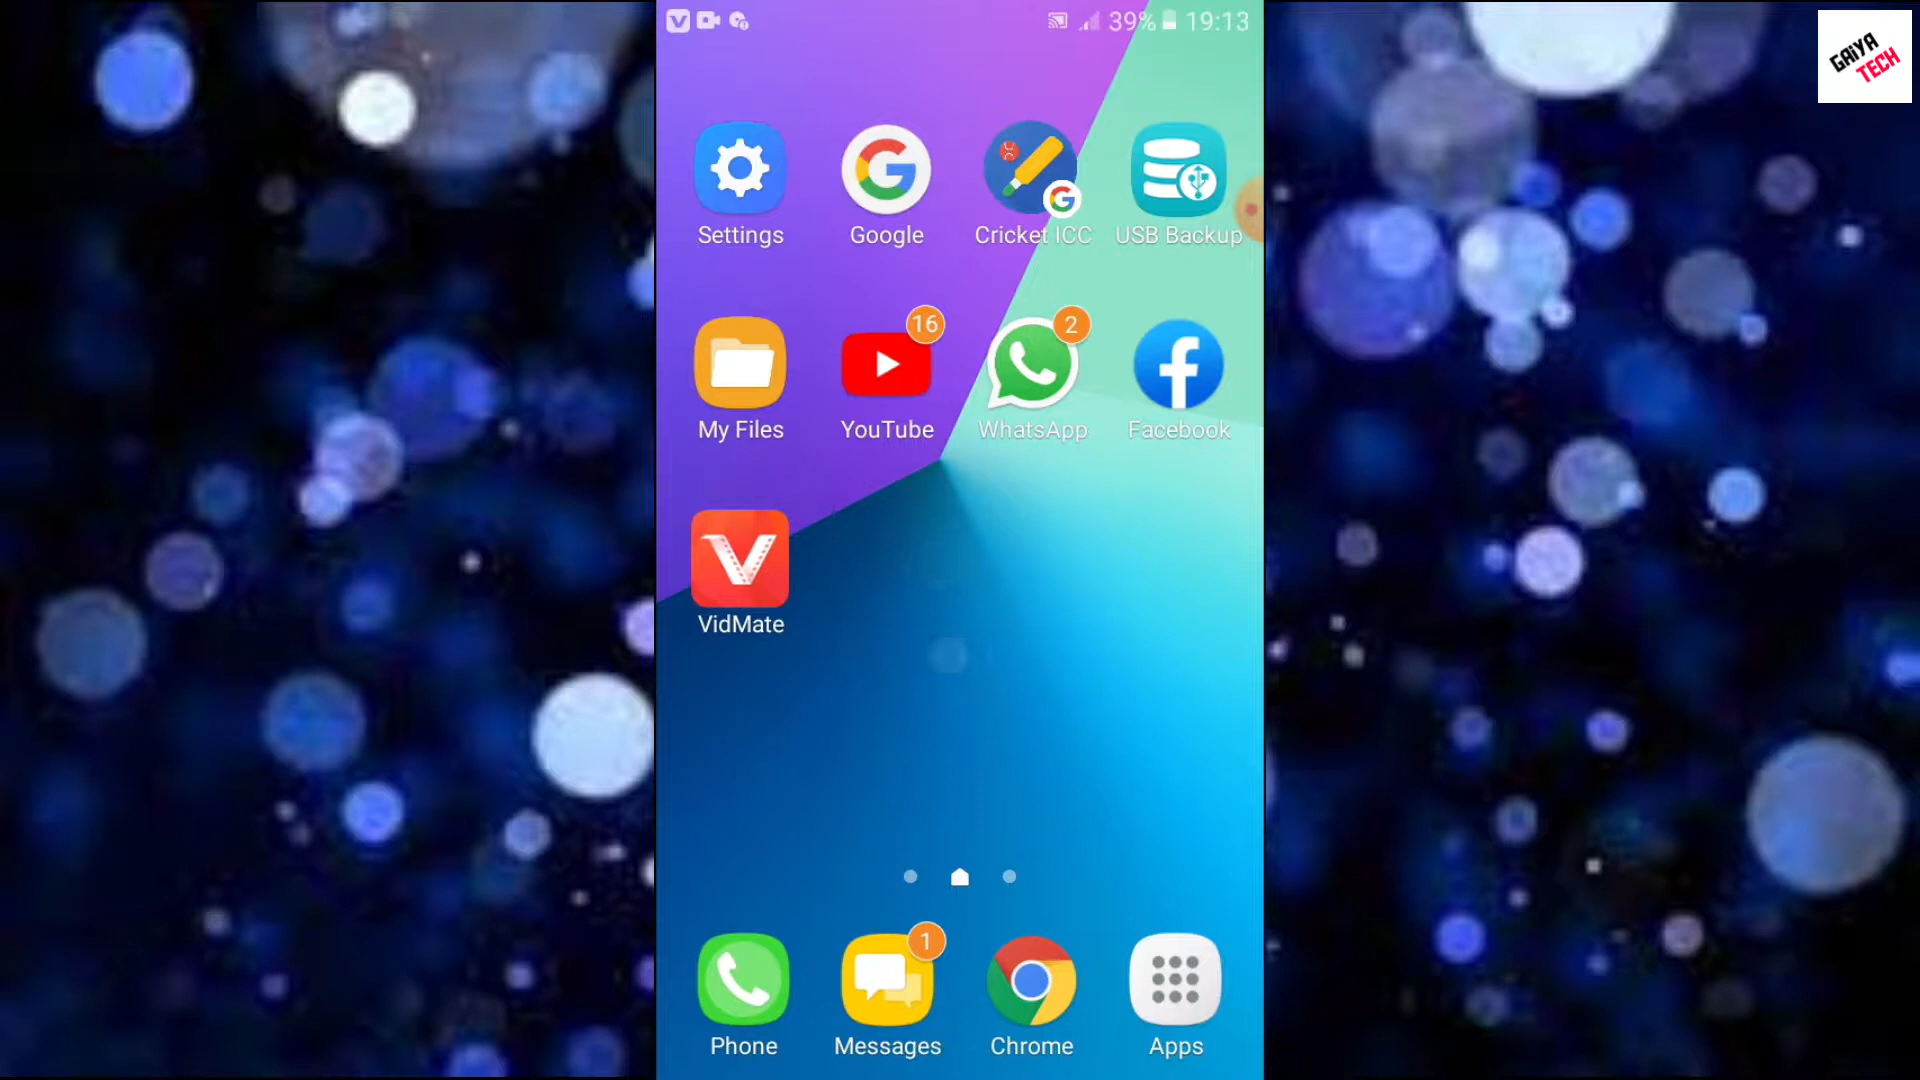 39% 19:13
GAiYA
TECH
Settings Google Cricket ICC USB Backup
16 2
My Files YouTube WhatsApp Facebook
VidMate
1
Phone Messages Chrome Apps